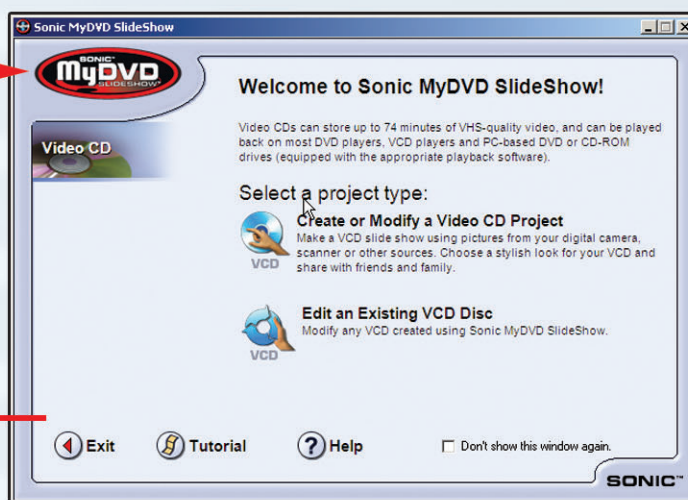 Sonic MyDVD SlideShow
SONIC™
MyDVD
SLIDESHOW™
Welcome to Sonic MyDVD SlideShow!
Video CD
Video CDs can store up to 74 minutes of VHS-quality video, and can be played
back on most DVD players, VCD players and PC-based DVD or CD-ROM
drives (equipped with the appropriate playback software).
Select a project type:
Create or Modify a Video CD Project
Make a VCD slide show using pictures from your digital camera,
scanner or other sources. Choose a stylish look for your VCD and
share with friends and family.
VCD
Edit an Existing VCD Disc
Modify any VCD created using Sonic MyDVD SlideShow.
VCD
Exit
Tutorial
Help
Don't show this window again.
SONIC™